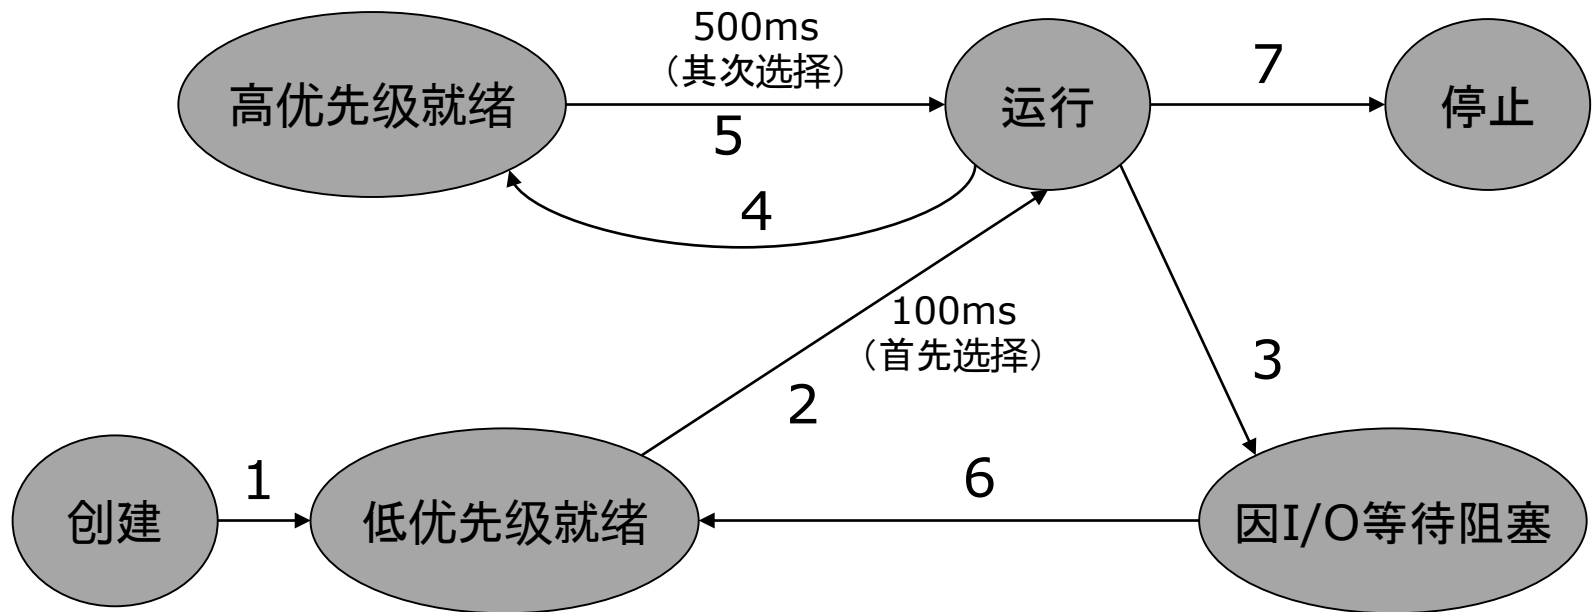 500ms
（其次选择）
7
高优先级就绪
运行
停止
5
4
100ms
（首先选择）
3
2
1
6
创建
低优先级就绪
因I/O等待阻塞